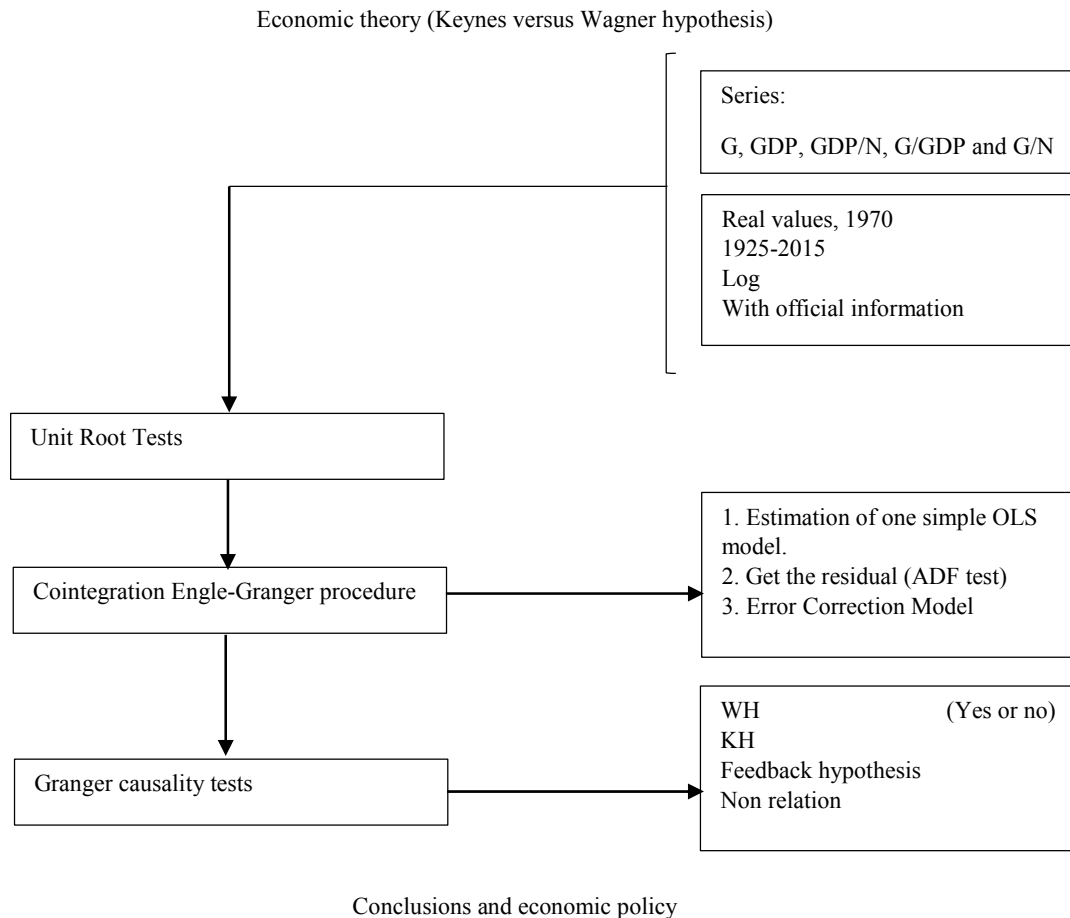 Economic theory (Keynes versus Wagner hypothesis)
Series:
G, GDP, GDP/N, G/GDP and G/N
Real values, 1970
1925-2015
Log
With official information
Unit Root Tests
Cointegration Engle-Granger procedure
1. Estimation of one simple OLS
model.
2. Get the residual (ADF test)
3. Error Correction Model
Granger causality tests
WH (Yes or no)
KH
Feedback hypothesis
Non relation
Conclusions and economic policy